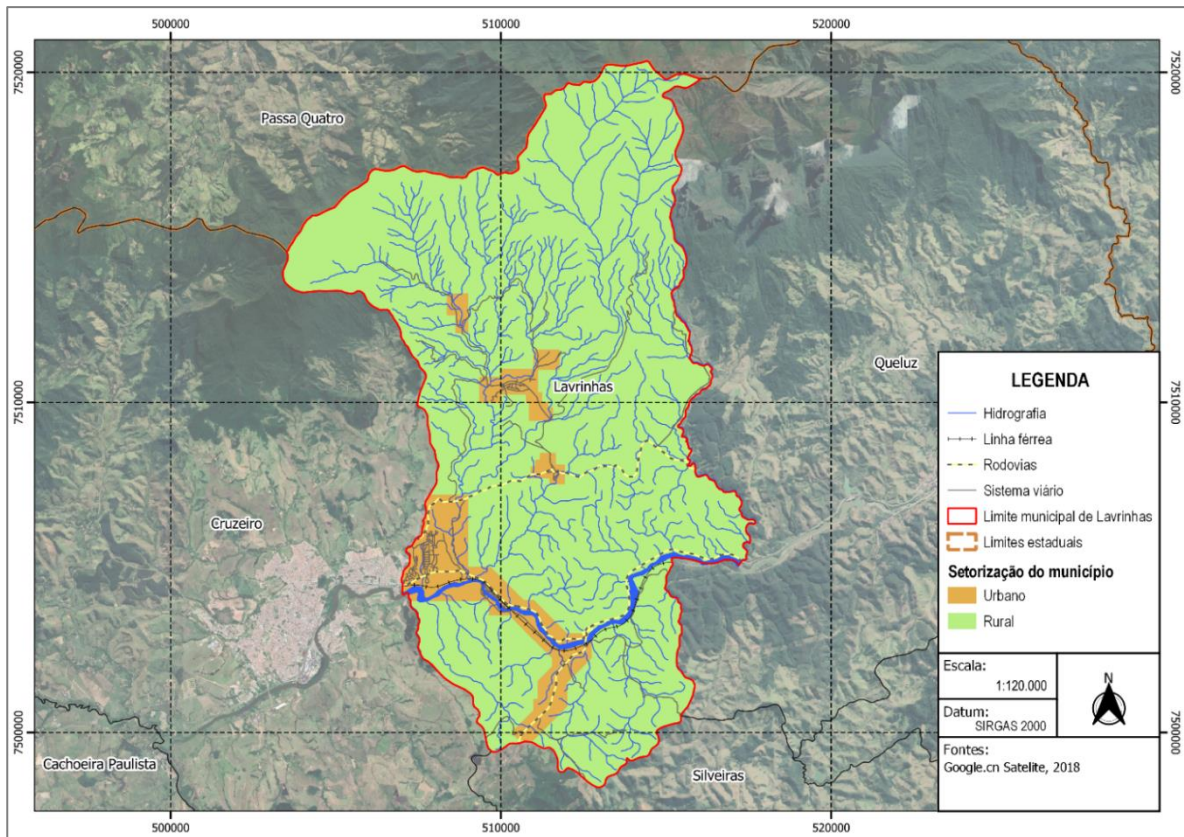 500000
510000
520000
7520000
7520000
Passa Quatro
Queluz
Lavrinhas
7510000
7510000
Cruzeiro
LEGENDA
Hidrografia
Linha férrea
Rodovias
Sistema viário
Limite municipal de Lavrinhas
Limites estaduais
Setorização do município
Urbano
Rural
Escala:
1:120.000
N
Datum:
SIRGAS 2000
Fontes:
Google.cn Satelite, 2018
7500000
7500000
Cachoeira Paulista
Silveiras
500000
510000
520000